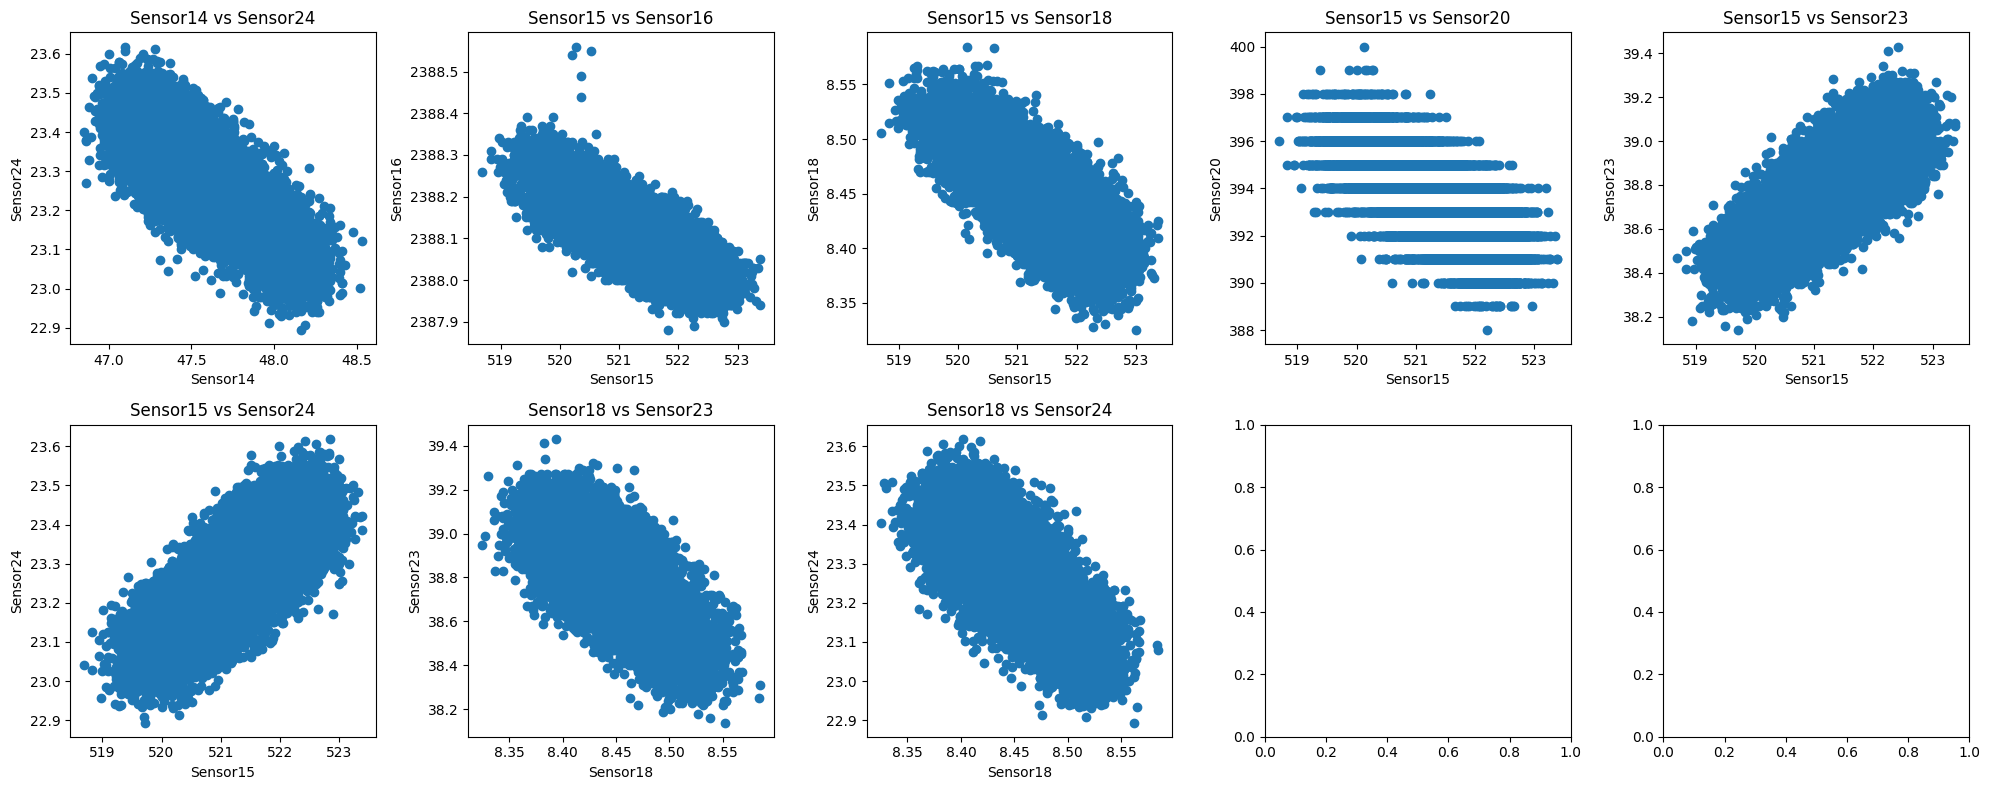 Sensor14 vs Sensor24
Sensor24
23.6
23.5
23.4
23.3
23.2
23.1
23.0
22.9
47.0 47.5 48.0 48.5
Sensor14
Sensor15 vs Sensor16
Sensor16
2388.5
2388.4
2388.3
2388.2
2388.1
2388.0
2387.9
519 520 521 522 523
Sensor15
Sensor15 vs Sensor18
Sensor18
8.55
8.50
8.45
8.40
8.35
519 520 521 522 523
Sensor15
Sensor15 vs Sensor20
Sensor20
400
398
396
394
392
390
388
519 520 521 522 523
Sensor15
Sensor15 vs Sensor23
Sensor23
39.4
39.2
39.0
38.8
38.6
38.4
38.2
519 520 521 522 523
Sensor15
Sensor15 vs Sensor24
Sensor24
23.6
23.5
23.4
23.3
23.2
23.1
23.0
22.9
519 520 521 522 523
Sensor15
Sensor18 vs Sensor23
Sensor23
39.4
39.2
39.0
38.8
38.6
38.4
38.2
8.35 8.40 8.45 8.50 8.55
Sensor18
Sensor18 vs Sensor24
Sensor24
23.6
23.5
23.4
23.3
23.2
23.1
23.0
22.9
8.35 8.40 8.45 8.50 8.55
Sensor18
1.0
0.8
0.6
0.4
0.2
0.0
0.0 0.2 0.4 0.6 0.8 1.0
1.0
0.8
0.6
0.4
0.2
0.0
0.0 0.2 0.4 0.6 0.8 1.0